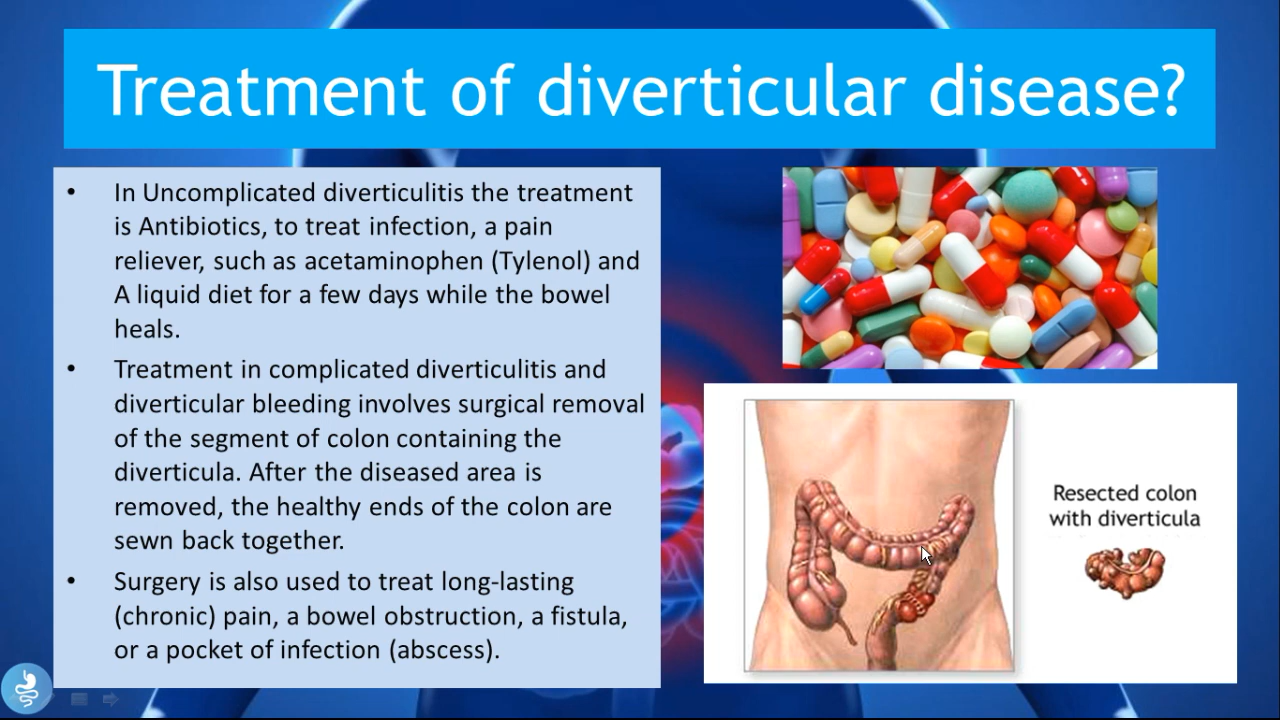 Treatment of diverticular disease?
• In Uncomplicated diverticulitis the treatment
is Antibiotics, to treat infection, a pain
reliever, such as acetaminophen (Tylenol) and
A liquid diet for a few days while the bowel
heals.
• Treatment in complicated diverticulitis and
diverticular bleeding involves surgical removal
of the segment of colon containing the
diverticula. After the diseased area is
removed, the healthy ends of the colon are
sewn back together.
• Surgery is also used to treat long-lasting
(chronic) pain, a bowel obstruction, a fistula,
or a pocket of infection (abscess).
Resected colon
with diverticula